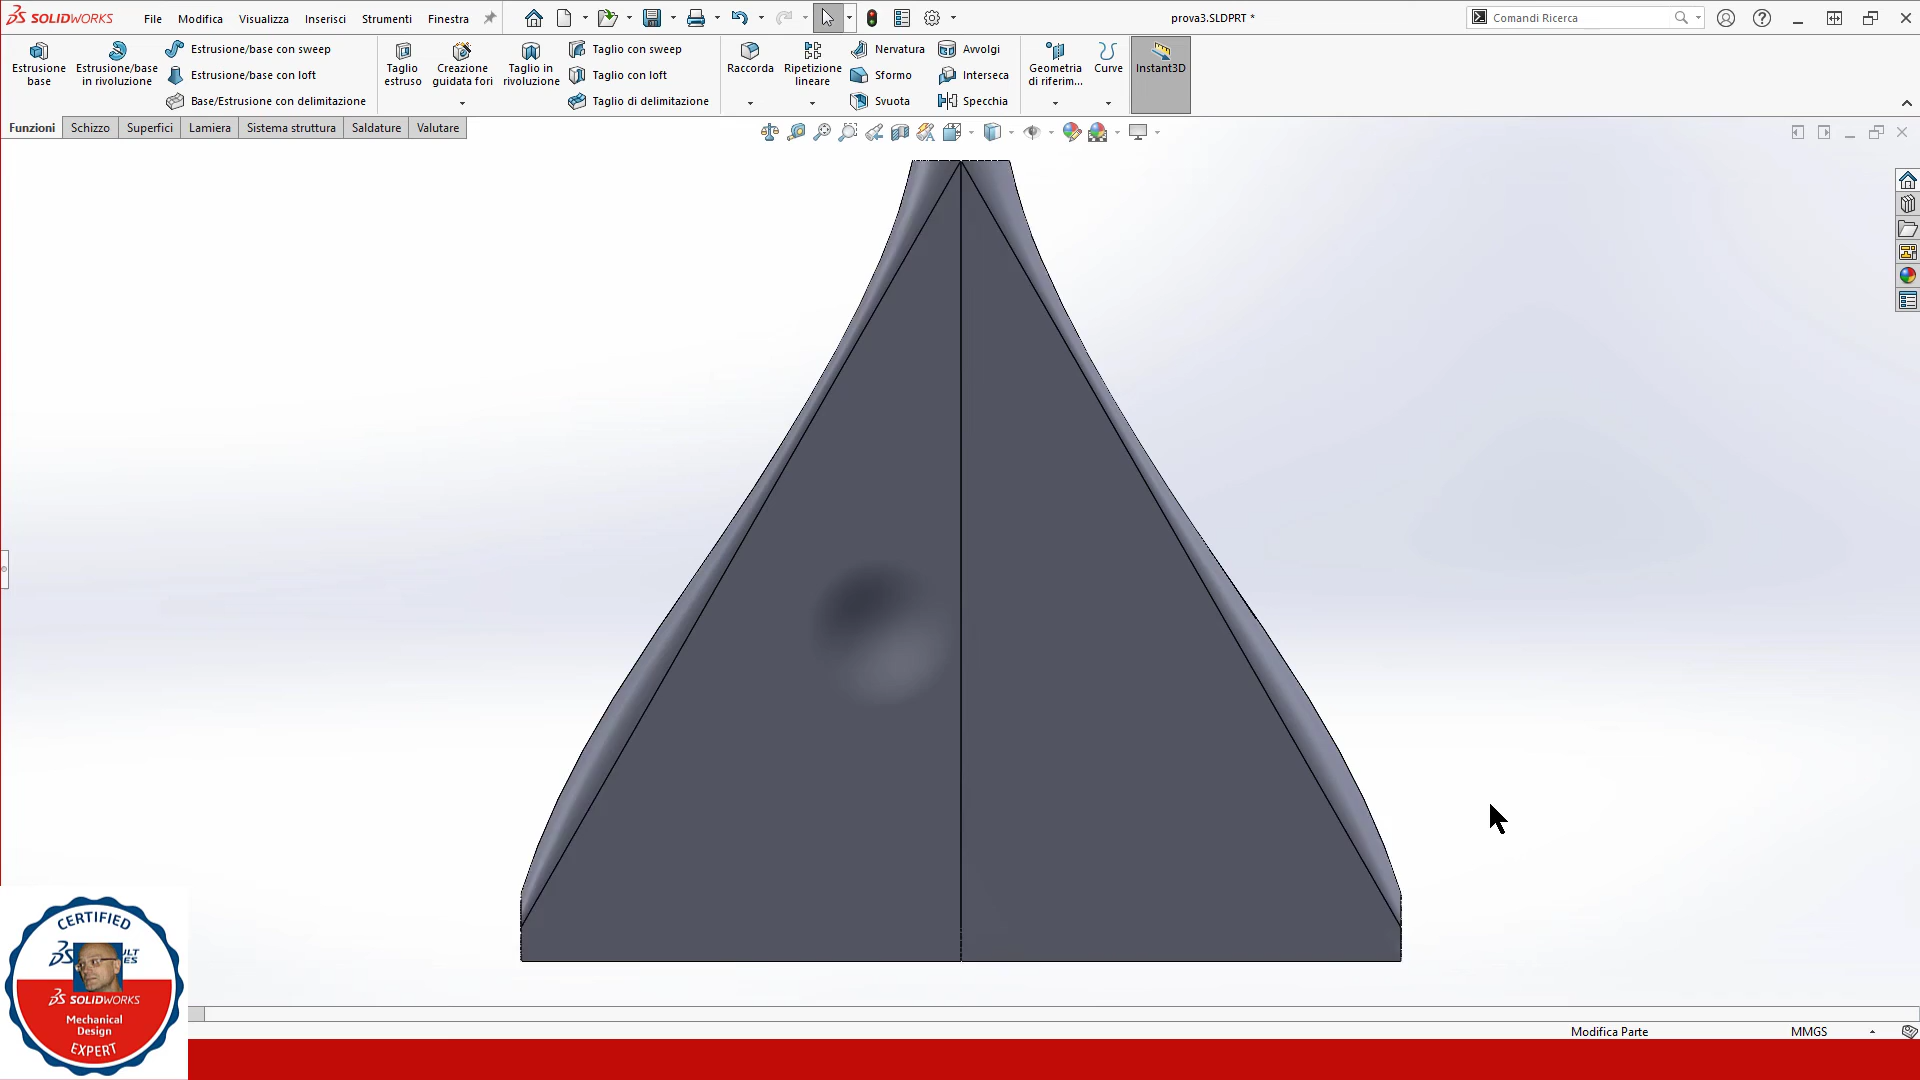 SOLIDWORKS File Modifica Visualizza Inserisci Strumenti Finestra prova3.SLDPRT * Comandi Ricerca
Estrusione base
Estrusione/base in rivoluzione
Estrusione/base con sweep
Estrusione/base con loft
Base/Estrusione con delimitazione
Taglio estruso
Creazione guidata fori
Taglio in rivoluzione
Taglio con sweep
Taglio con loft
Taglio di delimitazione
Raccorda
Ripetizione lineare
Nervatura
Sformo
Svuota
Avvolgi
Interseca
Specchia
Geometria di riferim...
Curve
Instant3D
Funzioni Schizzo Superfici Lamiera Sistema struttura Saldature Valutare
CERTIFIED
SOLIDWORKS
Mechanical
Design
EXPERT
Modifica Parte MMGS